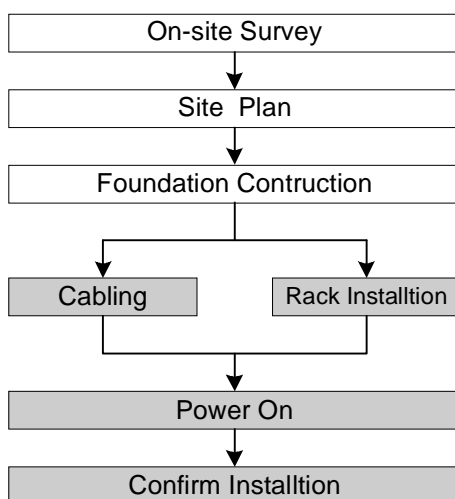 On-site Survey
Site Plan
Foundation Contruction
Cabling
Rack Installtion
Power On
Confirm Installtion